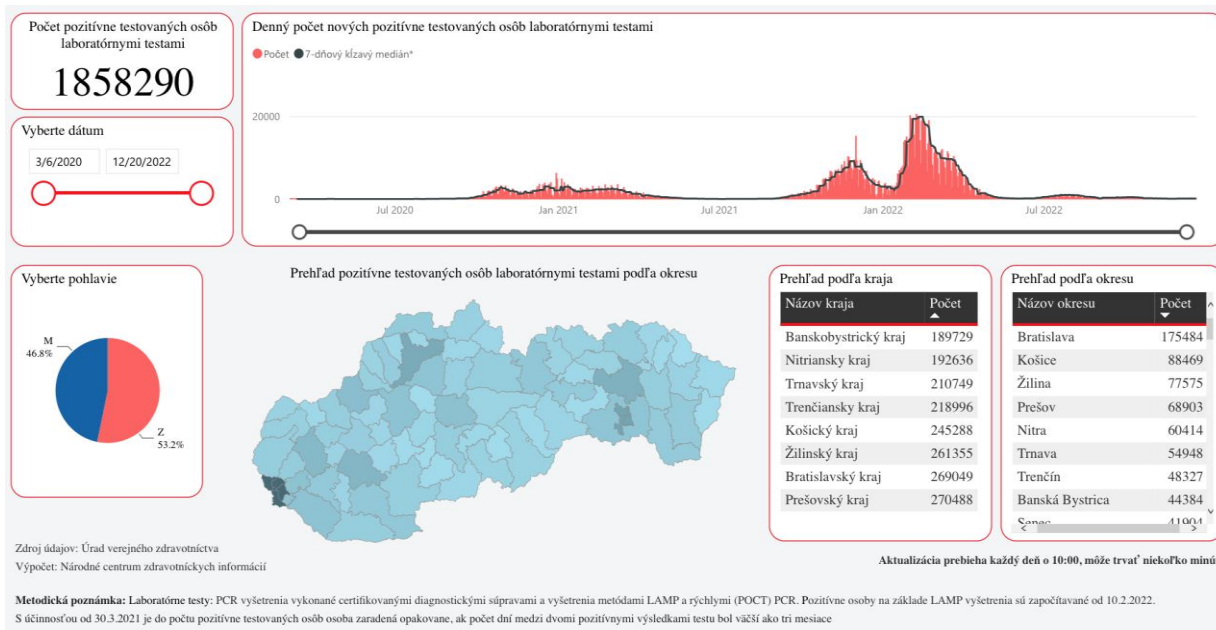 Počet pozitívne testovaných osôb
laboratórnymi testami
1858290
Vyberte dátum
3/6/2020 12/20/2022
Denný počet nových pozitívne testovaných osôb laboratórnymi testami
Počet 7-dňový kĺzavý medián*
20000
0
Jul 2020 Jan 2021 Jul 2021 Jan 2022 Jul 2022
Vyberte pohlavie
M
46.8%
Z
53.2%
Prehľad pozitívne testovaných osôb laboratórnymi testami podľa okresu
Prehľad podľa kraja
Názov kraja Počet
Banskobystrický kraj 189729
Nitriansky kraj 192636
Trnavský kraj 210749
Trenčiansky kraj 218996
Košický kraj 245288
Žilinský kraj 261355
Bratislavský kraj 269049
Prešovský kraj 270488
Prehľad podľa okresu
Názov okresu Počet
Bratislava 175484
Košice 88469
Žilina 77575
Prešov 68903
Nitra 60414
Trnava 54948
Trenčín 48327
Banská Bystrica 44384
Senec 41904
Zdroj údajov: Úrad verejného zdravotníctva
Výpočet: Národné centrum zdravotníckych informácií
Aktualizácia prebieha každý deň o 10:00, môže trvať niekoľko minú
Metodická poznámka: Laboratórne testy: PCR vyšetrenia vykonané certifikovanými diagnostickými súpravami a vyšetrenia metódami LAMP a rýchlymi (POCT) PCR. Pozitívne osoby na základe LAMP vyšetrenia sú započítavané od 10.2.2022.
S účinnosťou od 30.3.2021 je do počtu pozitívne testovaných osôb osoba zaradená opakovane, ak počet dní medzi dvomi pozitívnymi výsledkami testu bol väčší ako tri mesiace